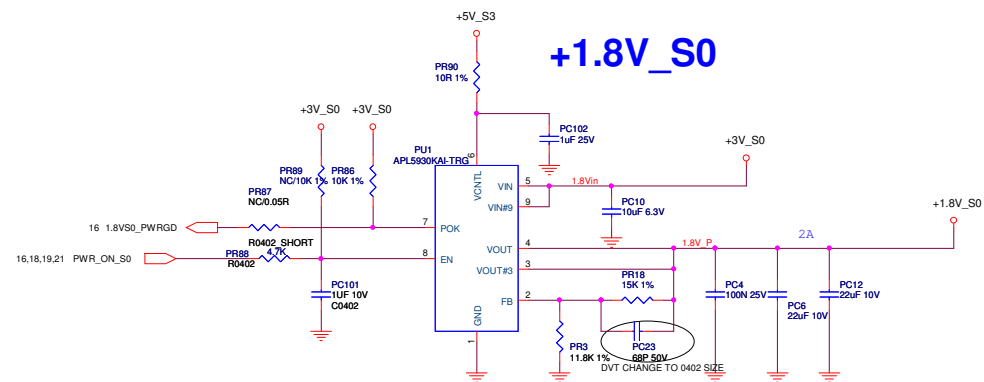 +5V_S3
+1.8V_S0
PR90
10R 1%
+3V_S0
+3V_S0
PC102
1uF 25V
+3V_S0
PU1
APL5930KAI-TRG
6
VCNTL
PR89
NC/10K 1%
PR86
10K 1%
PR87
NC/0.05R
VIN
5
1.8Vin
VIN#9
9
PC10
10uF 6.3V
+1.8V_S0
16 1.8VS0_PWRGD
7
POK
2A
R0402_SHORT
4.7K
VOUT
4
1.8V_P
16,18,19,21 PWR_ON_S0
PR88
R0402
8
EN
VOUT#3
3
PC101
1UF 10V
C0402
PR18
15K 1%
PC4
100N 25V
PC12
22uF 10V
FB
2
PC6
22uF 10V
GND
1
PR3
11.8K 1%
PC23
68P 50V
DVT CHANGE TO 0402 SIZE